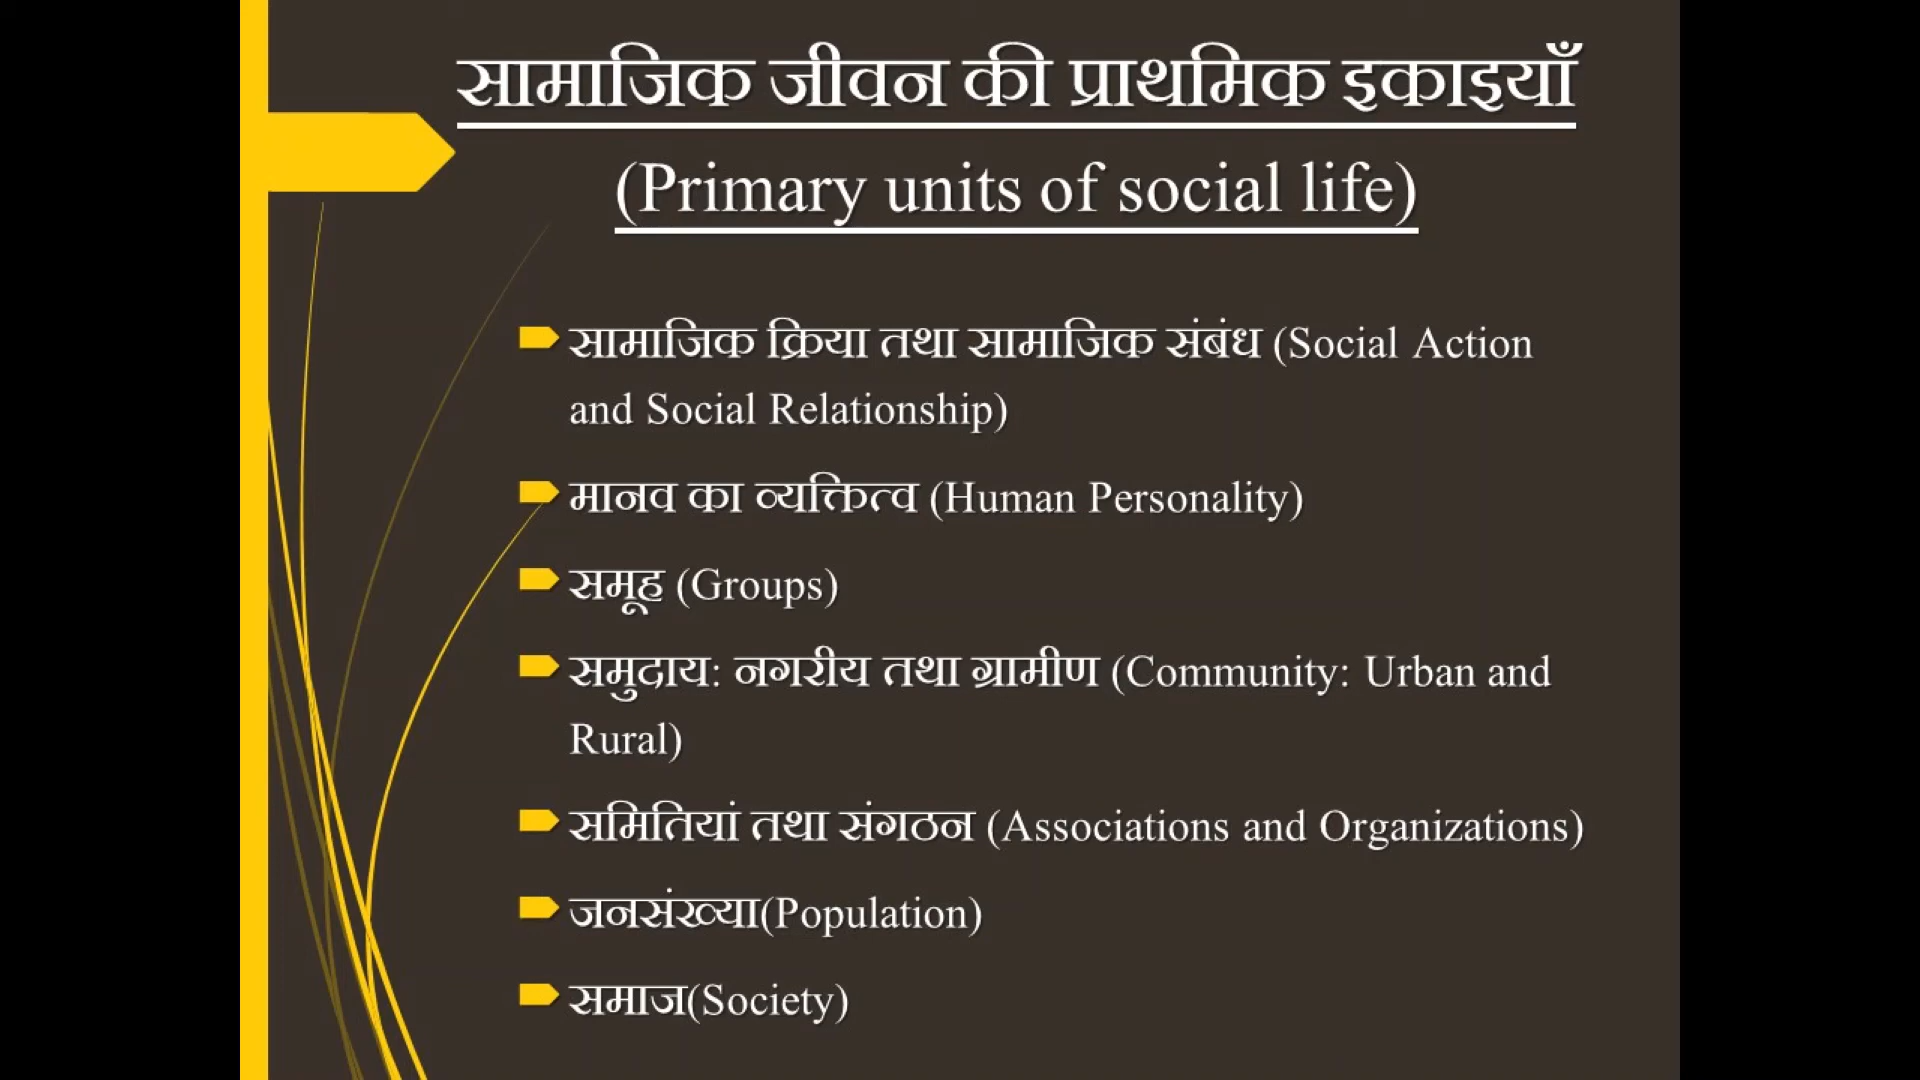 सामाजिक जीवन की प्राथमिक इकाइयाँ
(Primary units of social life)
सामाजिक क्रिया तथा सामाजिक संबंध (Social Action
and Social Relationship)
मानव का व्यक्तित्व (Human Personality)
समूह (Groups)
समुदाय: नगरीय तथा ग्रामीण (Community: Urban and
Rural)
समितियां तथा संगठन (Associations and Organizations)
जनसंख्या(Population)
समाज(Society)